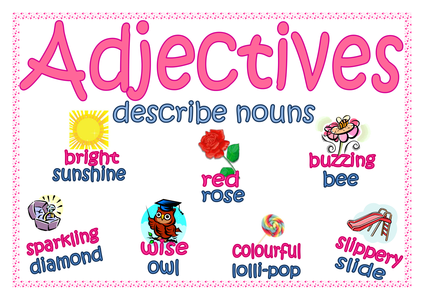 Adjectives
describe nouns
bright
sunshine
red
rose
buzzing
bee
sparkling
diamond
wise
owl
colourful
lolli-pop
slippery
slide